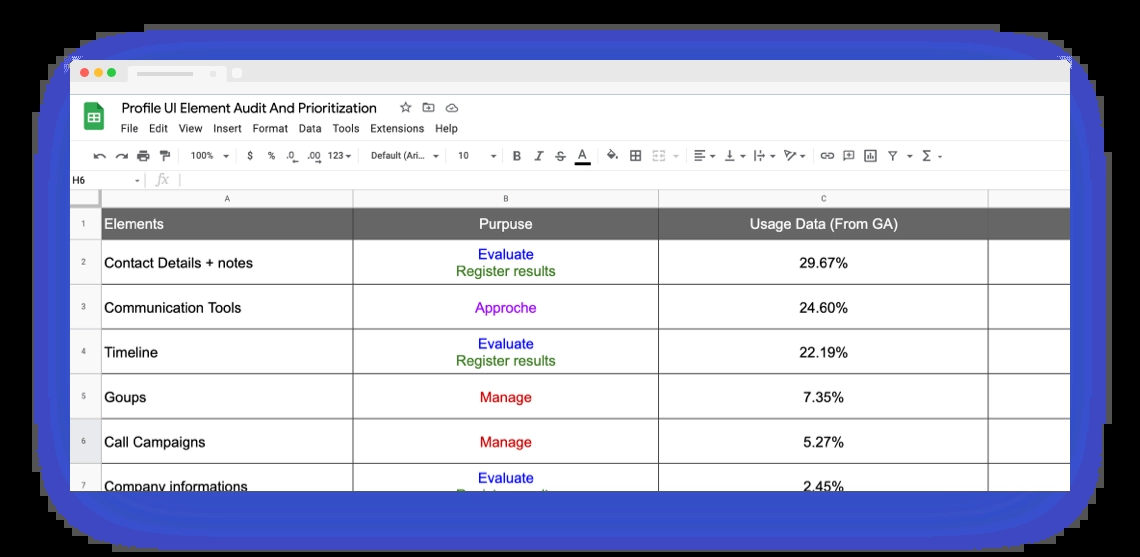 Profile UI Element Audit And Prioritization
File Edit View Insert Format Data Tools Extensions Help
100% $ % .0 .00 123 Default (Ari... 10 B I S A Σ
H6 fx
A B C
1 Elements Purpuse Usage Data (From GA)
2 Contact Details + notes Evaluate 29.67%
Register results
3 Communication Tools Approche 24.60%
4 Timeline Evaluate 22.19%
Register results
5 Goups Manage 7.35%
6 Call Campaigns Manage 5.27%
7 Company informations Evaluate 2.45%